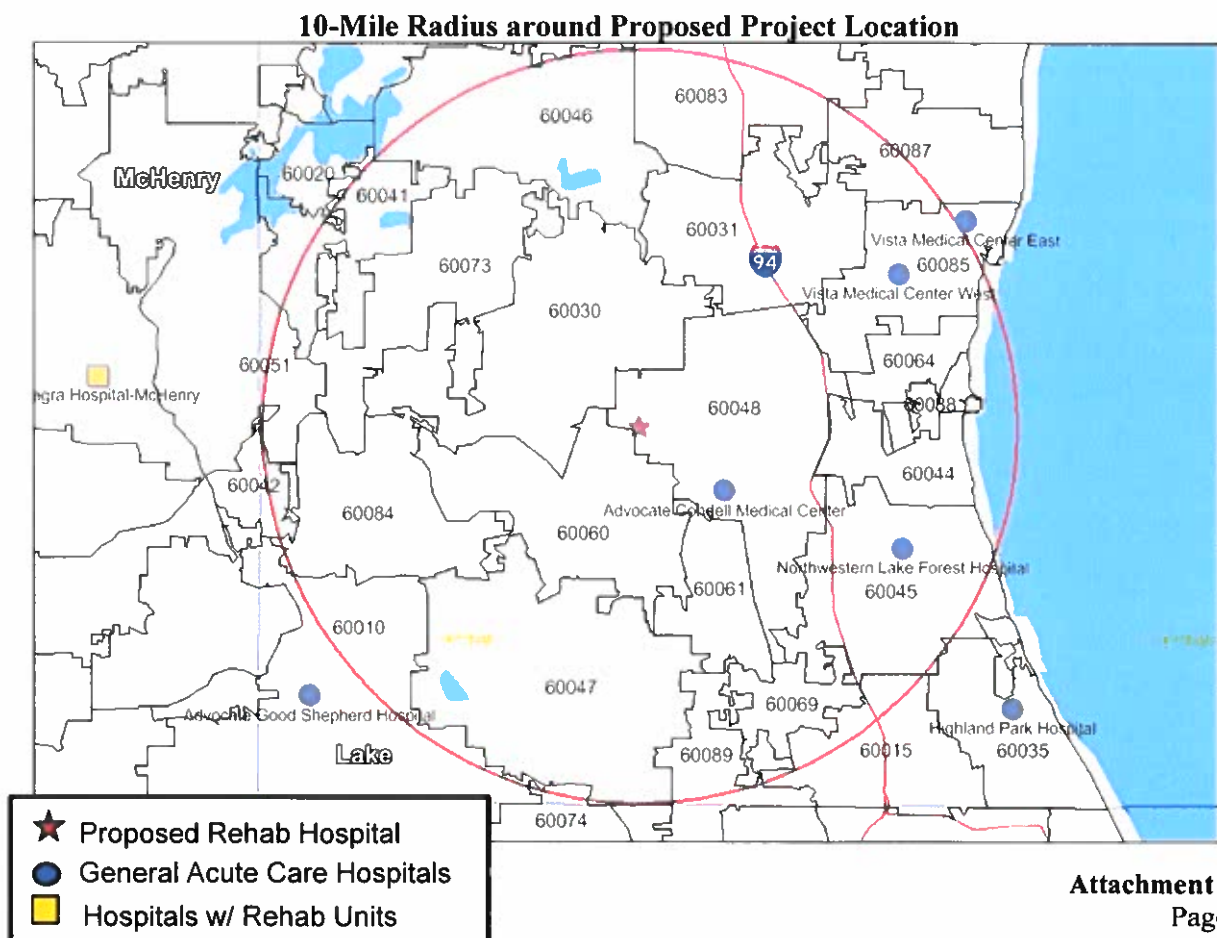 10-Mile Radius around Proposed Project Location
60083
60046
60087
60020
McHenry
60041
60031
Vista Medical Center East
60073
94
60085
Vista Medical Center West
60030
60051
60064
agra Hospital-McHenry
60048
60088
60044
60042
60084
Advocate Condell Medical Center
60060
Northwestern Lake Forest Hospital
60061
60045
60010
60047
60069
Advocate Good Shepherd Hospital
Highland Park Hospital
60015
60035
60089
Lake
60074
Proposed Rehab Hospital
General Acute Care Hospitals
Hospitals w/ Rehab Units
Attachment
Page